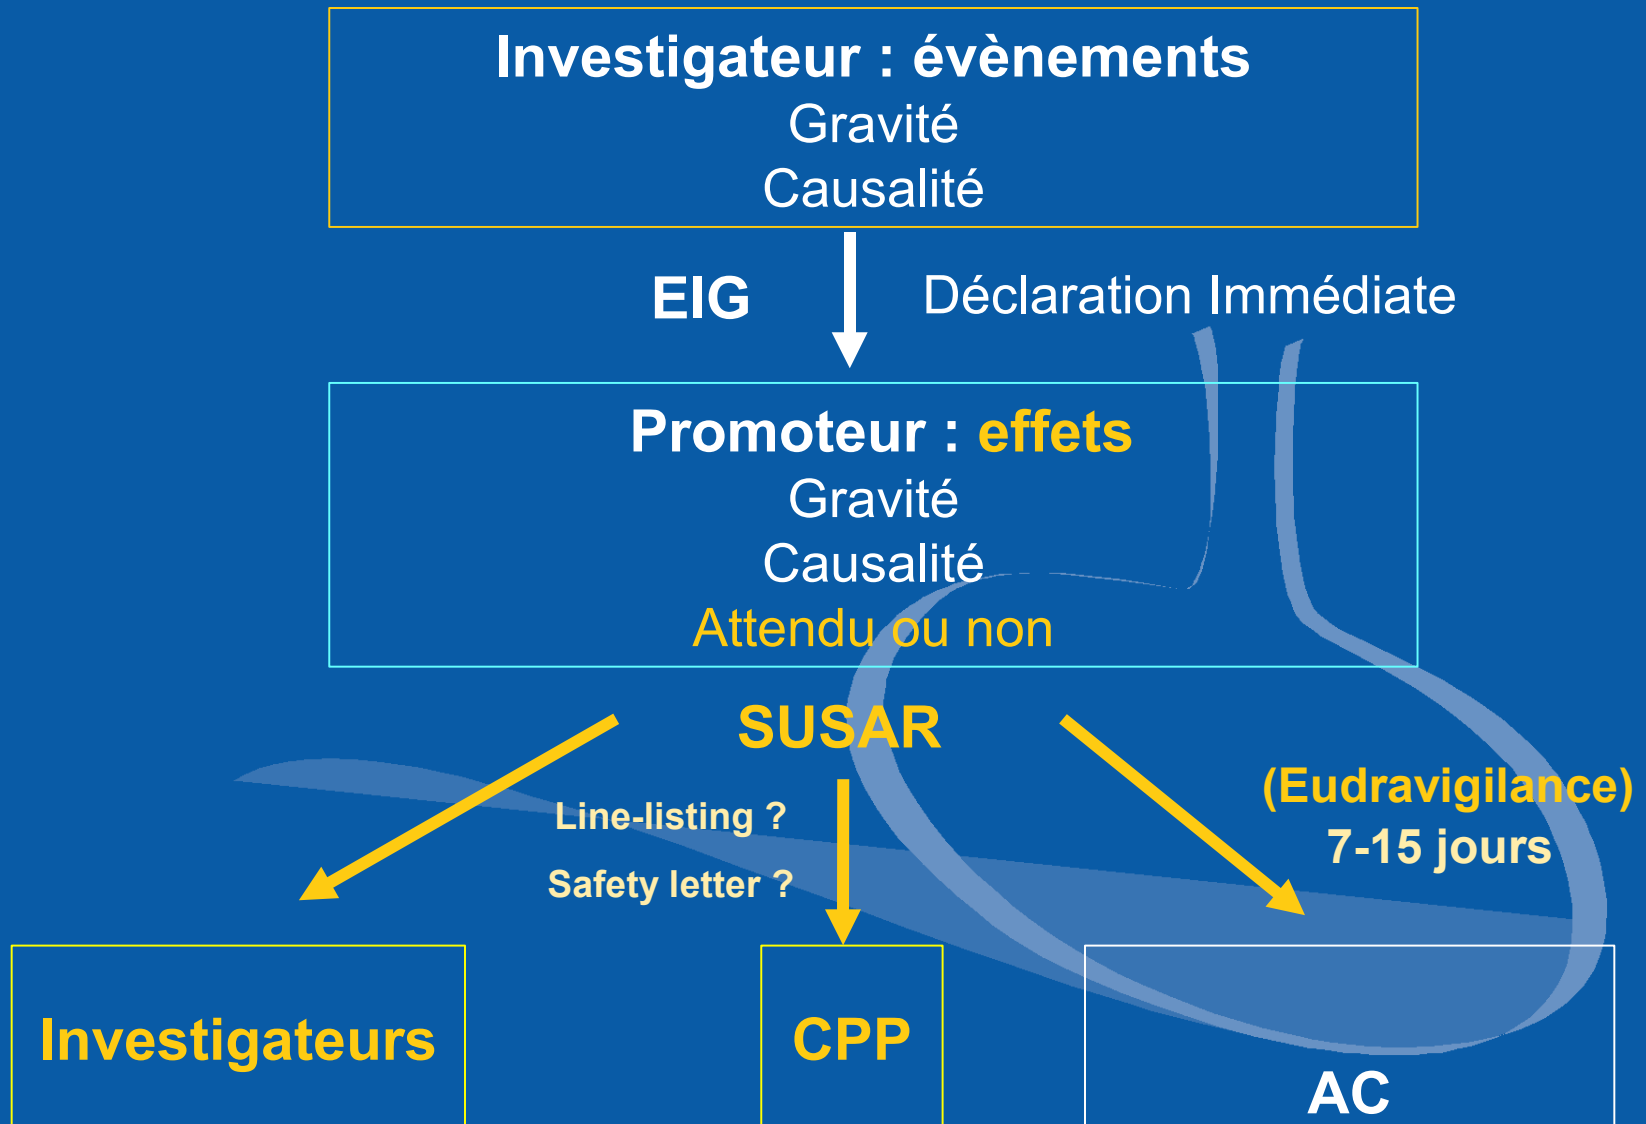 Investigateur : évènements
Gravité
Causalité
EIG
Déclaration Immédiate
Promoteur : effets
Gravité
Causalité
Attendu ou non
SUSAR
Line-listing ?
Safety letter ?
(Eudravigilance)
7-15 jours
Investigateurs
CPP
AC